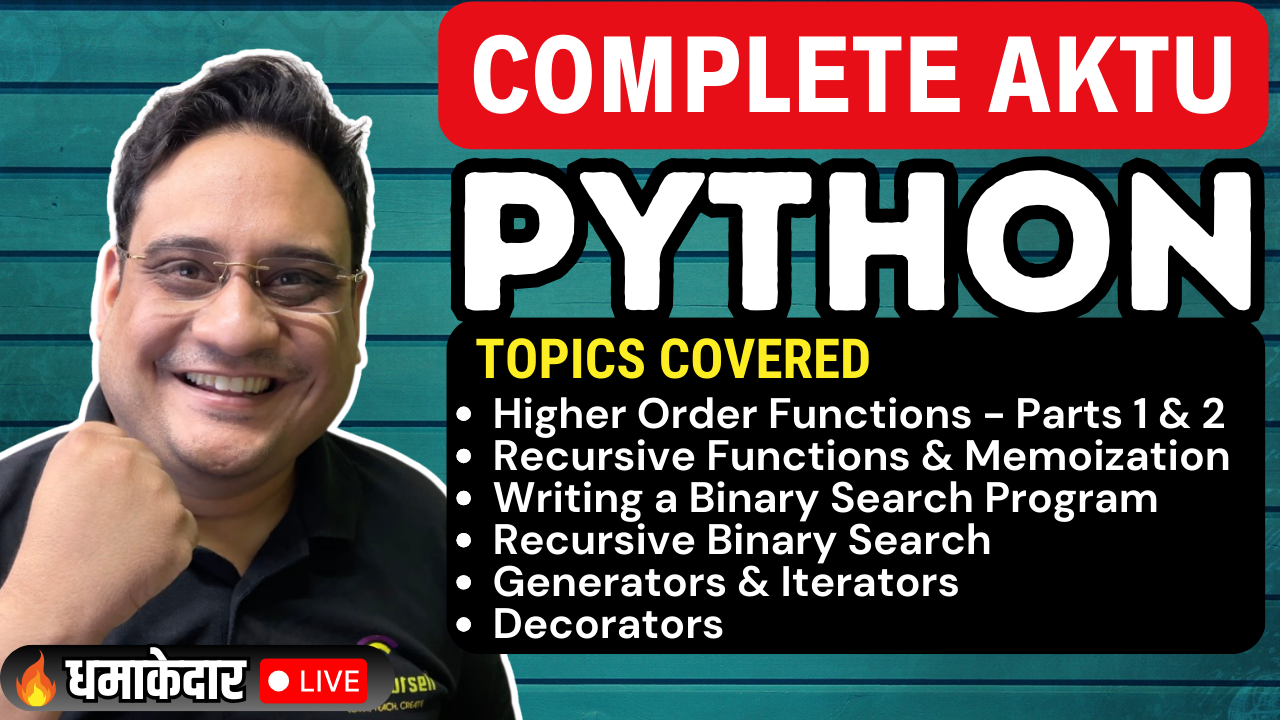 COMPLETE AKTU
PYTHON
TOPICS COVERED
• Higher Order Functions - Parts 1 & 2
• Recursive Functions & Memoization
• Writing a Binary Search Program
• Recursive Binary Search
• Generators & Iterators
• Decorators
धमाकेदार LIVE